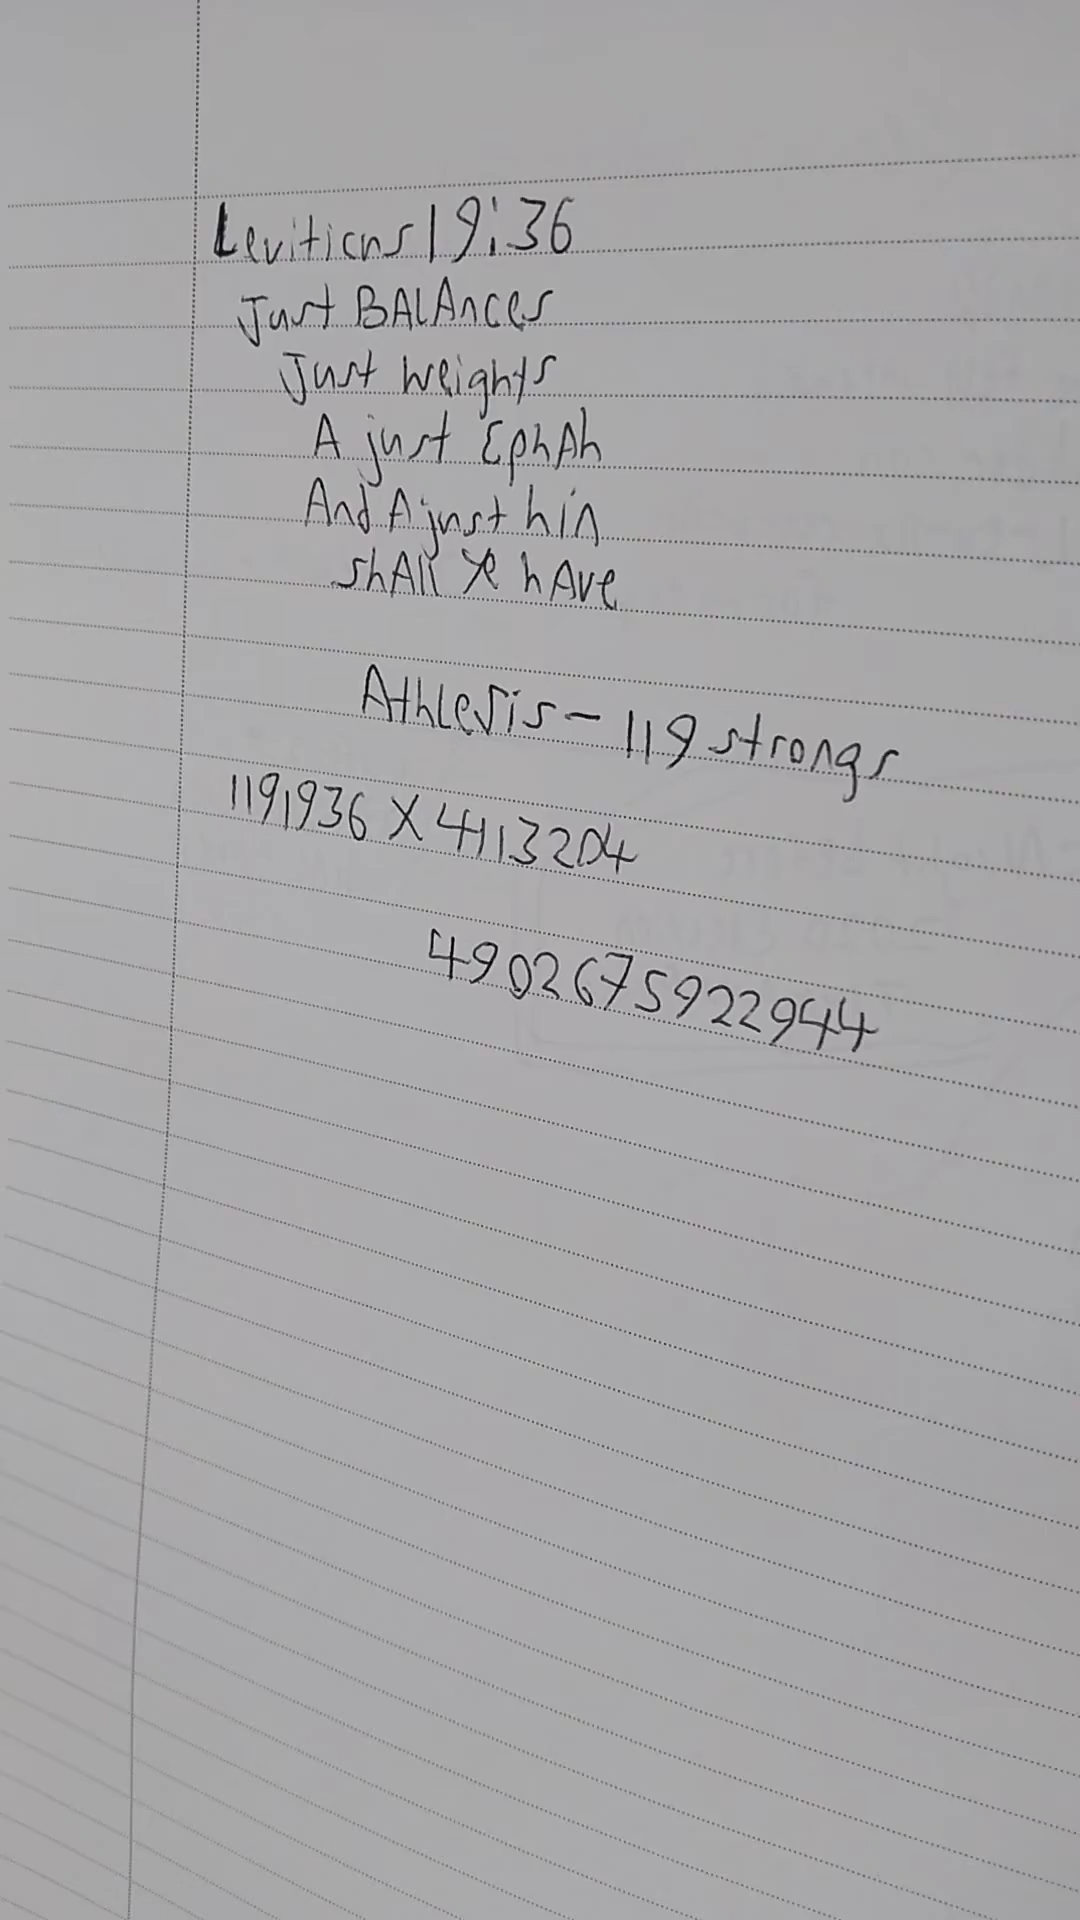 Leviticus 19:36
Just BALAnces
Just weights
A just EphAh
And A just hin
shAll Ye hAve
Athlesis - 119 strongs
1191936 X 4113204
4902675922944